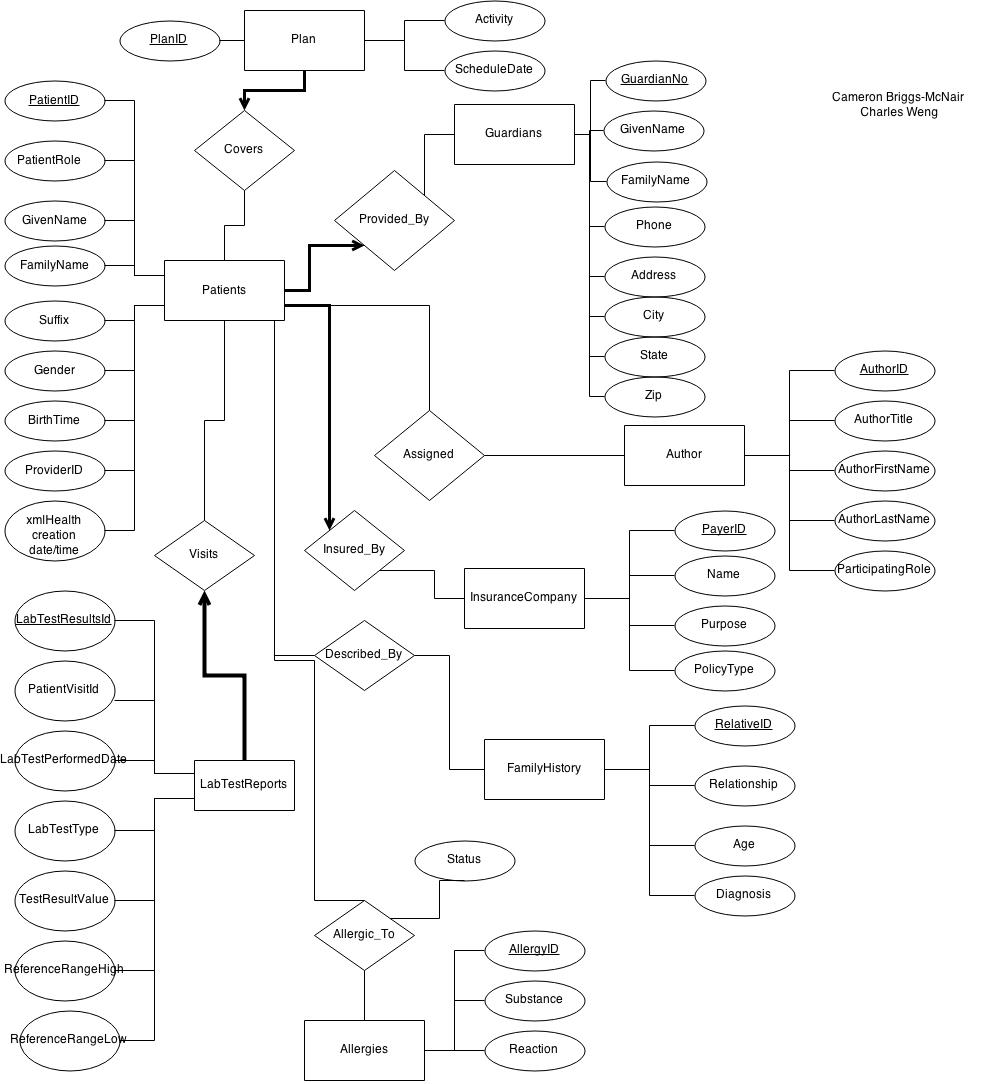 PlanID
Plan
Activity
ScheduleDate
PatientID
PatientRole
GivenName
FamilyName
Suffix
Gender
BirthTime
ProviderID
xmlHealth
creation
date/time
Covers
Patients
Provided_By
Guardians
GuardianNo
GivenName
FamilyName
Phone
Address
City
State
Zip
Cameron Briggs-McNair
Charles Weng
Assigned
Author
AuthorID
AuthorTitle
AuthorFirstName
AuthorLastName
ParticipatingRole
Visits
Insured_By
InsuranceCompany
PayerID
Name
Purpose
PolicyType
Described_By
FamilyHistory
RelativeID
Relationship
Age
Diagnosis
LabTestResultsId
PatientVisitId
LabTestPerformedDate
LabTestReports
LabTestType
TestResultValue
ReferenceRangeHigh
ReferenceRangeLow
Status
Allergic_To
Allergies
AllergyID
Substance
Reaction